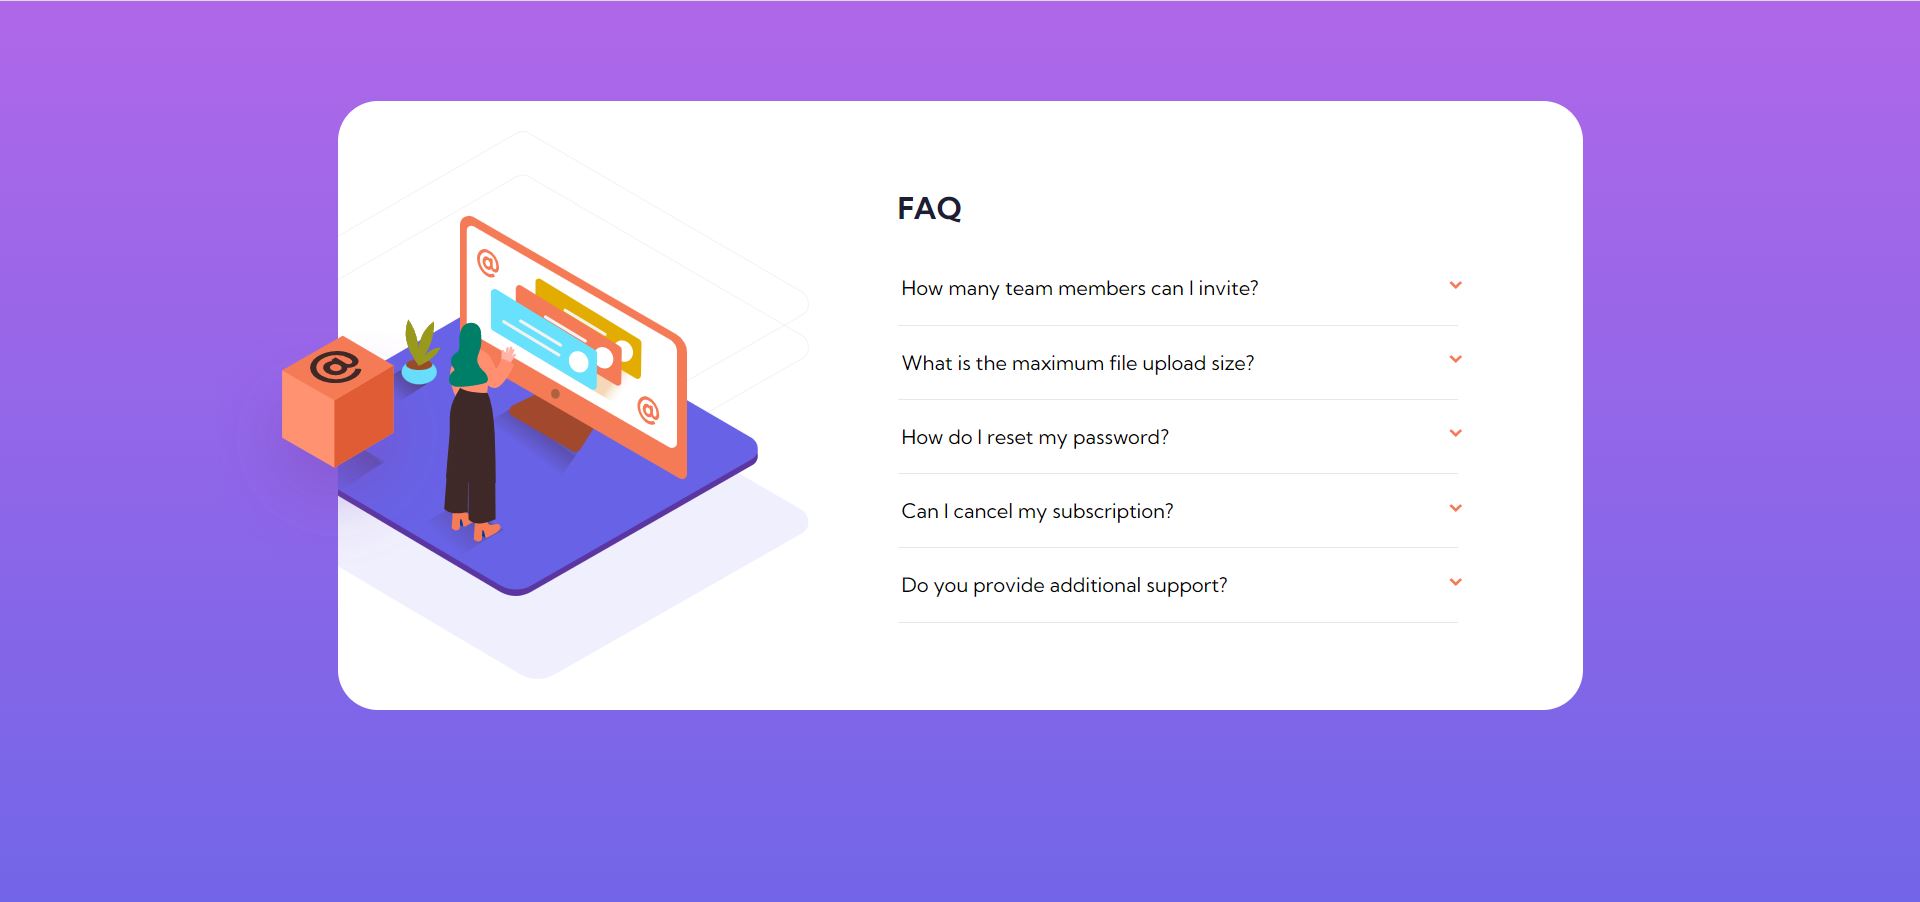 @
@
@
FAQ
How many team members can I invite?
What is the maximum file upload size?
How do I reset my password?
Can I cancel my subscription?
Do you provide additional support?